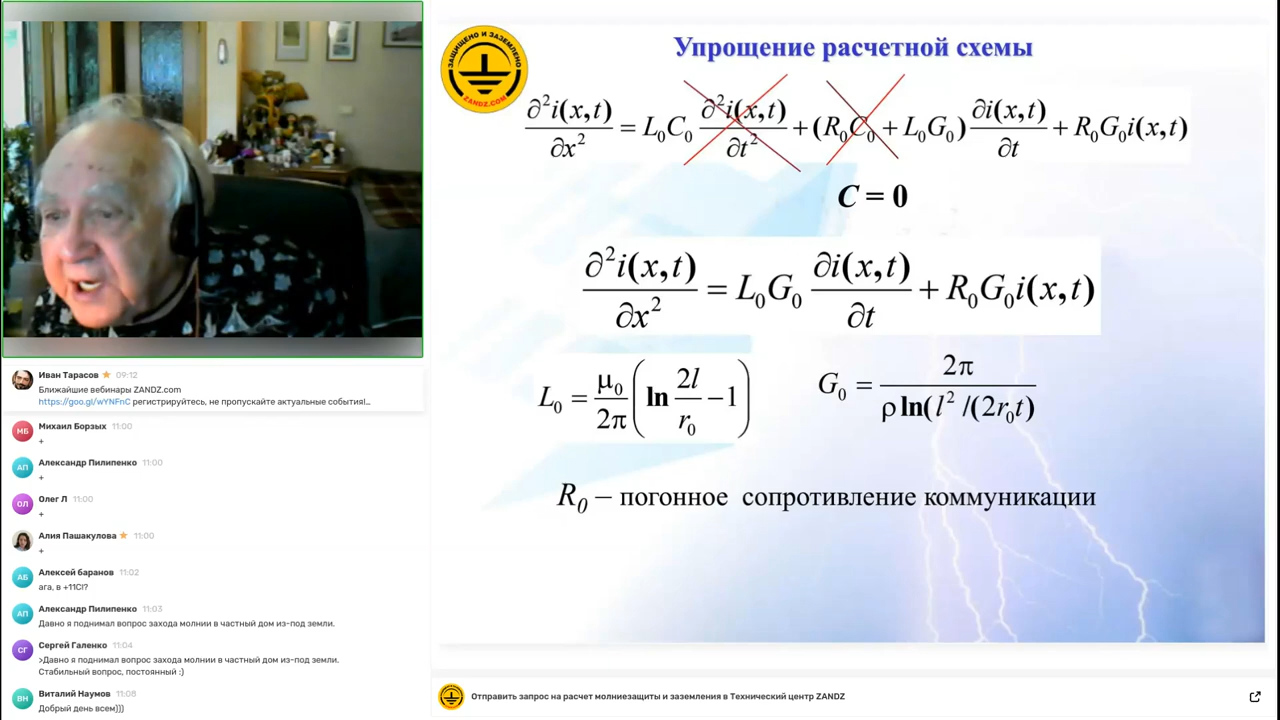 ЗАЩИЩЕНО И ЗАЗЕМЛЕНО
ZANDZ.COM
Упрощение расчетной схемы
∂²i(x,t)/∂x² = L₀C₀ ∂²i(x,t)/∂t² + (R₀C₀ + L₀G₀) ∂i(x,t)/∂t + R₀G₀i(x,t)
C = 0
∂²i(x,t)/∂x² = L₀G₀ ∂i(x,t)/∂t + R₀G₀i(x,t)
L₀ = μ₀/2π (ln 2l/r₀ − 1)
G₀ = 2π/ρ ln(l² /(2r₀t)
R₀ – погонное сопротивление коммуникации
Иван Тарасов 09:12
Ближайшие вебинары ZANDZ.com
https://goo.gl/wYNFnC регистрируйтесь, не пропускайте актуальные события!…
МБ
Михаил Борзых 11:00
+
АП
Александр Пилипенко 11:00
+
ОЛ
Олег Л 11:00
+
Алия Пашакулова 11:00
+
АБ
Алексей баранов 11:02
ага, в +11С!?
АП
Александр Пилипенко 11:03
Давно я поднимал вопрос захода молнии в частный дом из-под земли.
СГ
Сергей Галенко 11:04
>Давно я поднимал вопрос захода молнии в частный дом из-под земли.
Стабильный вопрос, постоянный :)
ВН
Виталий Наумов 11:08
Добрый день всем)))
Отправить запрос на расчет молниезащиты и заземления в Технический центр ZANDZ